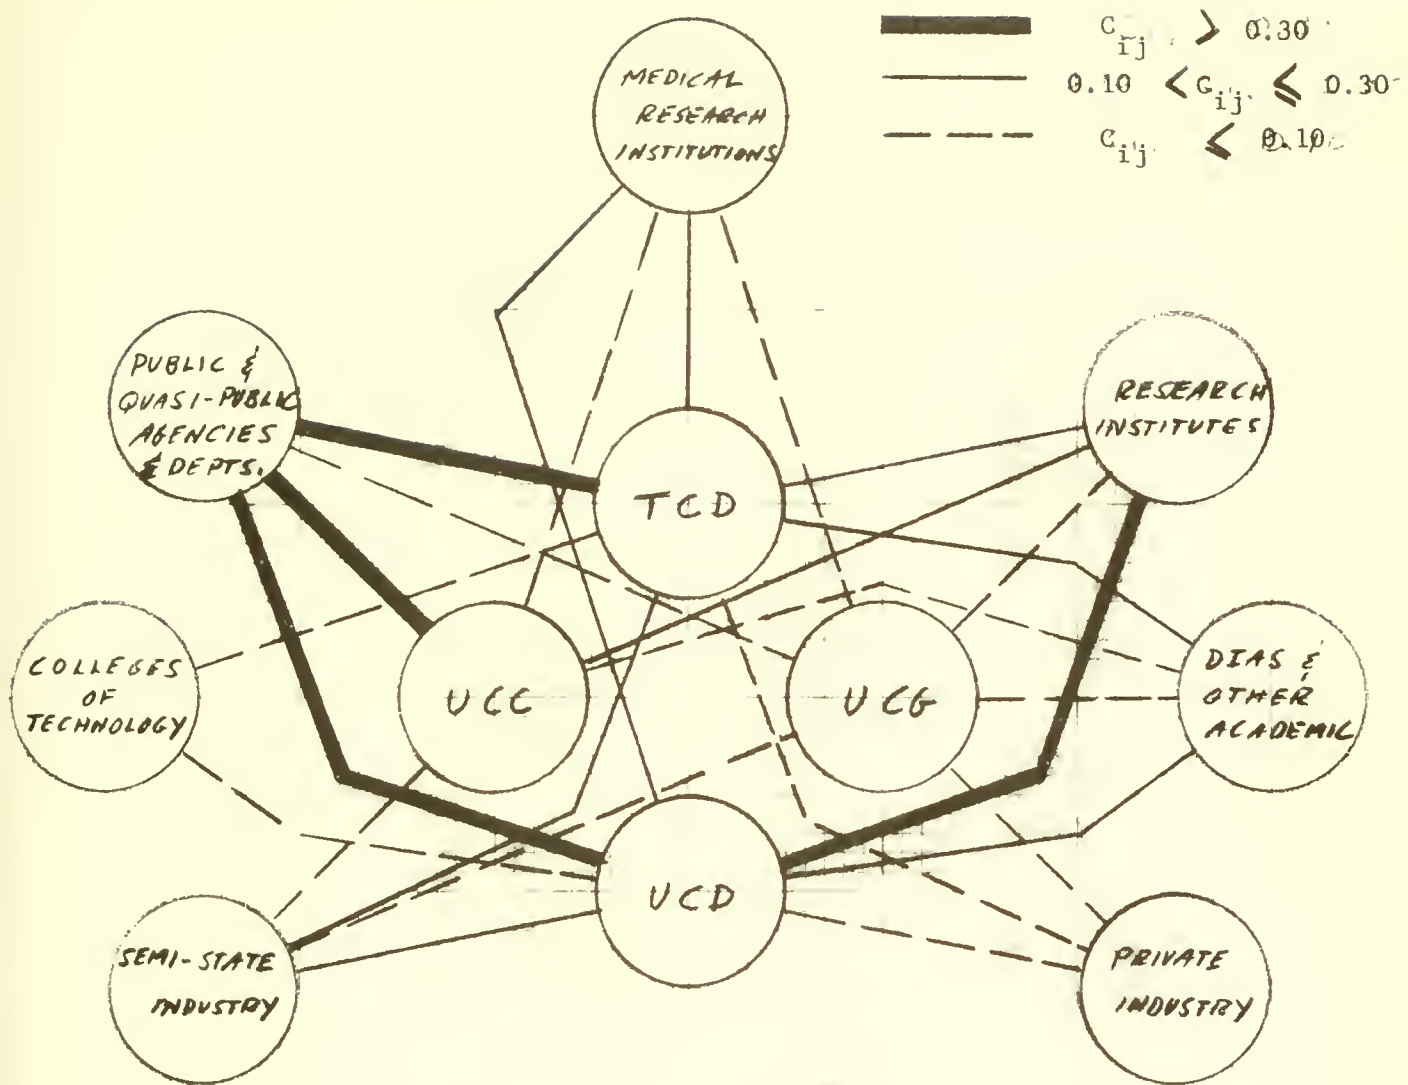 C_ij > 0.30
0.10 < G_ij ≤ 0.30
C_ij ≤ 0.10
MEDICAL
RESEARCH
INSTITUTIONS
PUBLIC &
QUASI-PUBLIC
AGENCIES
& DEPTS.
RESEARCH
INSTITUTES
TCD
COLLEGES
OF
TECHNOLOGY
UCC
UCG
DIAS &
OTHER
ACADEMIC
UCD
SEMI-STATE
INDUSTRY
PRIVATE
INDUSTRY